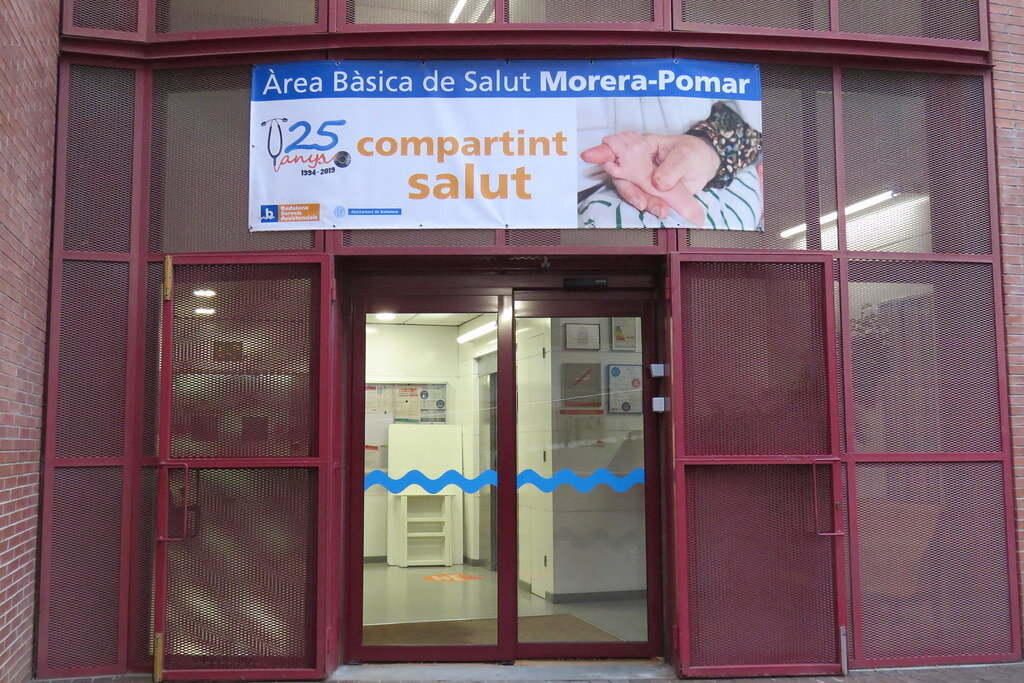 Àrea Bàsica de Salut Morera-Pomar
25
anys
1994-2019
compartint
salut
b
Badalona
Serveis
Assistencials
Ajuntament de Badalona